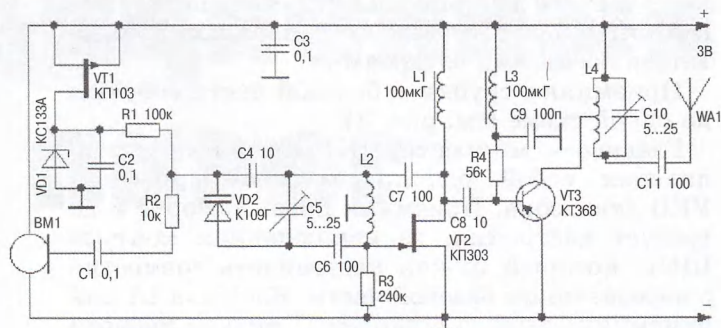 +
3В
C3
0,1
VT1
КП103
L1
100мкГ
L3
100мкГ
L4
C10
5...25
WA1
R1 100к
C9 100п
КС133А
VD1
C2
0,1
C4 10
L2
R4
56к
R2
10к
VD2
К109Г
C5
5...25
C7 100
C11 100
BM1
C8 10
VT3
КТ368
C1 0,1
C6 100
VT2
КП303
R3
240к